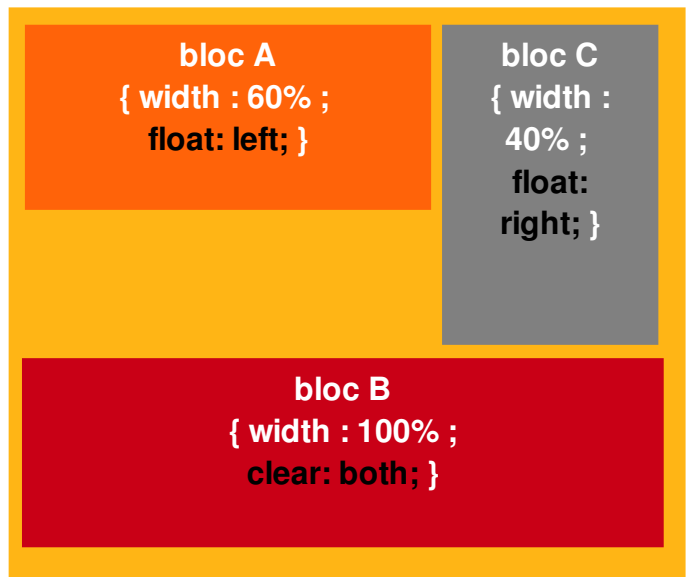 bloc A
{ width : 60% ;
float: left; }
bloc C
{ width :
40% ;
float:
right; }
bloc B
{ width : 100% ;
clear: both; }